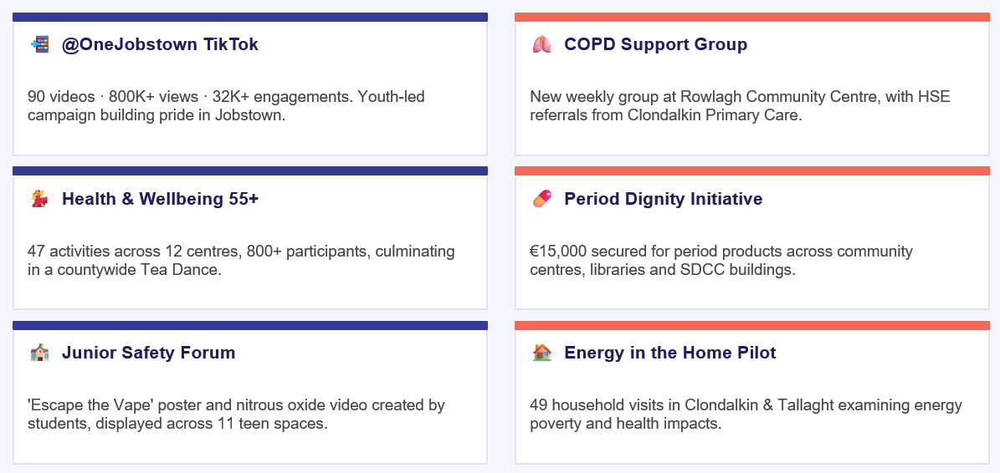 @OneJobstown TikTok
90 videos · 800K+ views · 32K+ engagements. Youth-led
campaign building pride in Jobstown.
COPD Support Group
New weekly group at Rowlagh Community Centre, with HSE
referrals from Clondalkin Primary Care.
Health & Wellbeing 55+
47 activities across 12 centres, 800+ participants, culminating
in a countywide Tea Dance.
Period Dignity Initiative
€15,000 secured for period products across community
centres, libraries and SDCC buildings.
Junior Safety Forum
'Escape the Vape' poster and nitrous oxide video created by
students, displayed across 11 teen spaces.
Energy in the Home Pilot
49 household visits in Clondalkin & Tallaght examining energy
poverty and health impacts.